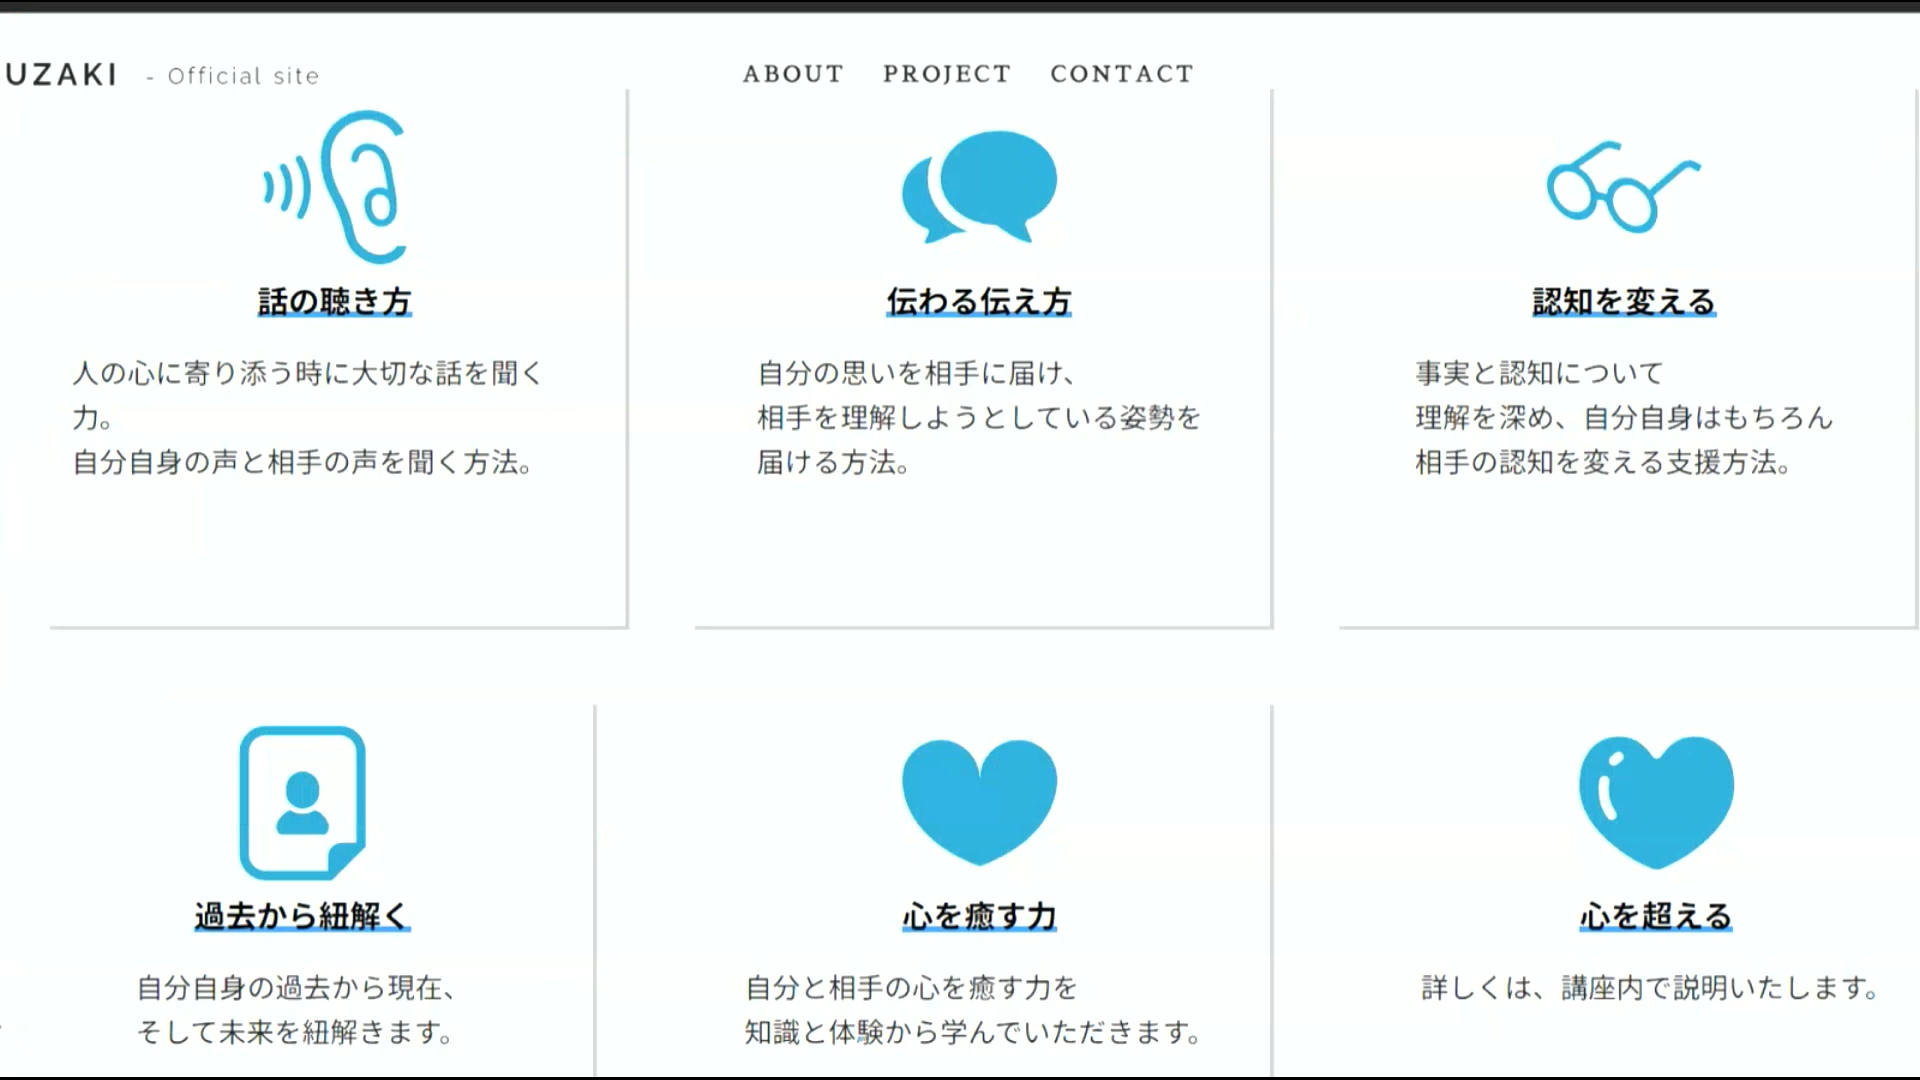 UZAKI - Official site
ABOUT PROJECT CONTACT
話の聴き方
人の心に寄り添う時に大切な話を聞く
力。
自分自身の声と相手の声を聞く方法。
伝わる伝え方
自分の思いを相手に届け、
相手を理解しようとしている姿勢を
届ける方法。
認知を変える
事実と認知について
理解を深め、自分自身はもちろん
相手の認知を変える支援方法。
過去から紐解く
自分自身の過去から現在、
そして未来を紐解きます。
心を癒す力
自分と相手の心を癒す力を
知識と体験から学んでいただきます。
心を超える
詳しくは、講座内で説明いたします。